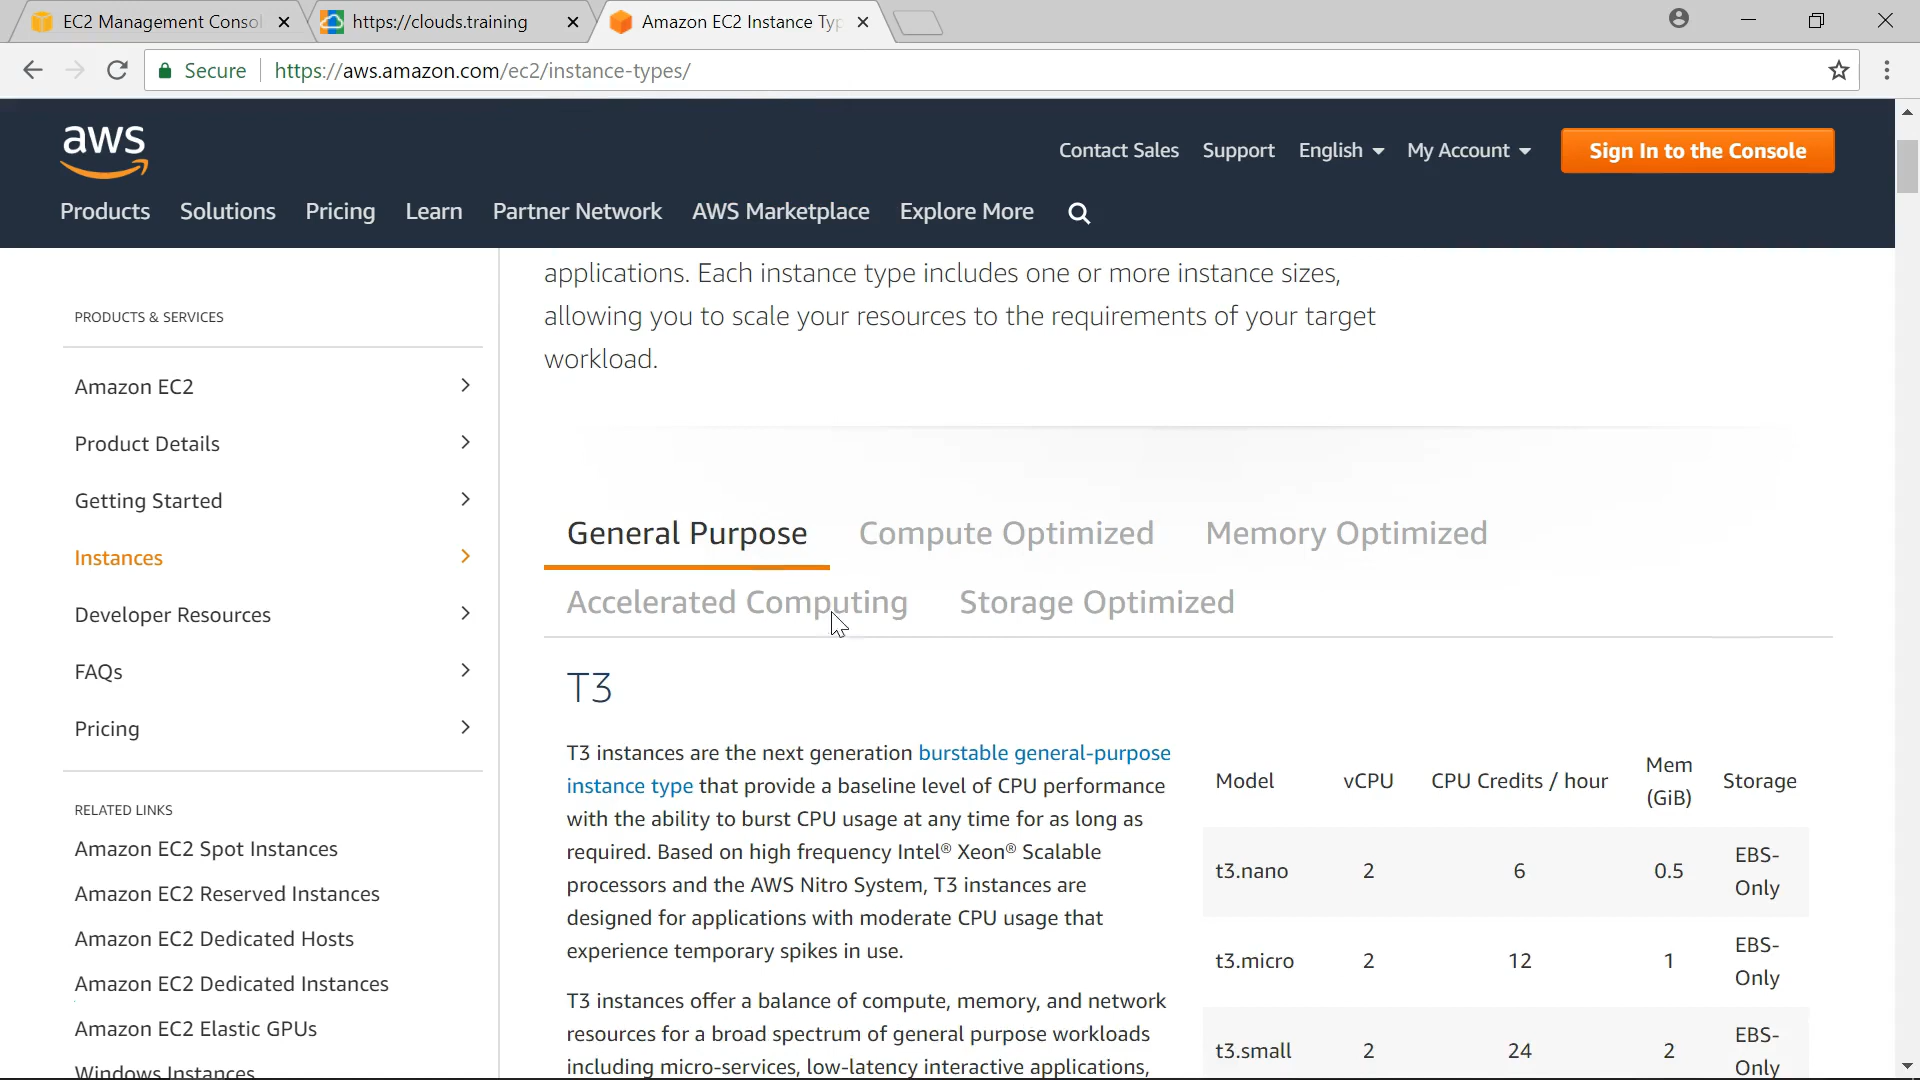 EC2 Management Consol
https://clouds.training
Amazon EC2 Instance Typ
Secure
https://aws.amazon.com/ec2/instance-types/
aws
Contact Sales
Support
English
My Account
Sign In to the Console
Products
Solutions
Pricing
Learn
Partner Network
AWS Marketplace
Explore More
PRODUCTS & SERVICES
Amazon EC2
Product Details
Getting Started
Instances
Developer Resources
FAQs
Pricing
RELATED LINKS
Amazon EC2 Spot Instances
Amazon EC2 Reserved Instances
Amazon EC2 Dedicated Hosts
Amazon EC2 Dedicated Instances
Amazon EC2 Elastic GPUs
Windows Instances
applications. Each instance type includes one or more instance sizes,
allowing you to scale your resources to the requirements of your target
workload.
General Purpose
Compute Optimized
Memory Optimized
Accelerated Computing
Storage Optimized
T3
T3 instances are the next generation burstable general-purpose
instance type that provide a baseline level of CPU performance
with the ability to burst CPU usage at any time for as long as
required. Based on high frequency Intel® Xeon® Scalable
processors and the AWS Nitro System, T3 instances are
designed for applications with moderate CPU usage that
experience temporary spikes in use.
T3 instances offer a balance of compute, memory, and network
resources for a broad spectrum of general purpose workloads
including micro-services, low-latency interactive applications,
Model vCPU CPU Credits / hour Mem (GiB) Storage
t3.nano 2 6 0.5 EBS-Only
t3.micro 2 12 1 EBS-Only
t3.small 2 24 2 EBS-Only